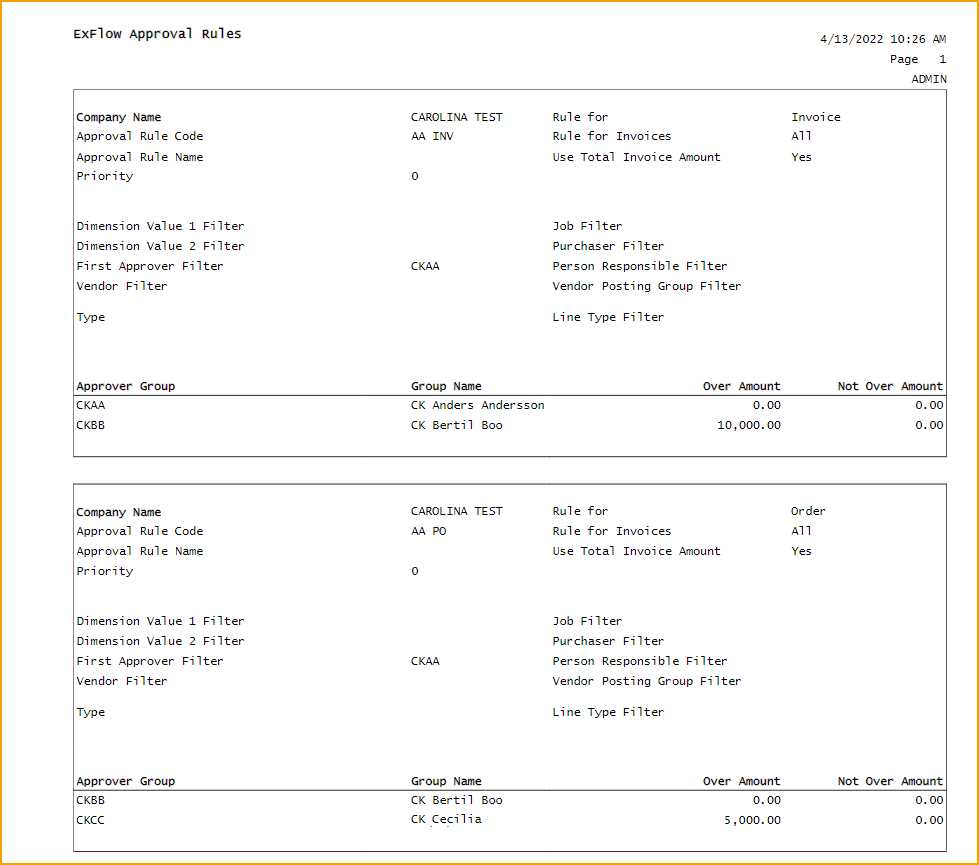 ExFlow Approval Rules
4/13/2022 10:26 AM
Page 1
ADMIN
Company Name CAROLINA TEST Rule for Invoice
Approval Rule Code AA INV Rule for Invoices All
Approval Rule Name Use Total Invoice Amount Yes
Priority 0
Dimension Value 1 Filter Job Filter
Dimension Value 2 Filter Purchaser Filter
First Approver Filter CKAA Person Responsible Filter
Vendor Filter Vendor Posting Group Filter
Type Line Type Filter
Approver Group Group Name Over Amount Not Over Amount
CKAA CK Anders Andersson 0.00 0.00
CKBB CK Bertil Boo 10,000.00 0.00
Company Name CAROLINA TEST Rule for Order
Approval Rule Code AA PO Rule for Invoices All
Approval Rule Name Use Total Invoice Amount Yes
Priority 0
Dimension Value 1 Filter Job Filter
Dimension Value 2 Filter Purchaser Filter
First Approver Filter CKAA Person Responsible Filter
Vendor Filter Vendor Posting Group Filter
Type Line Type Filter
Approver Group Group Name Over Amount Not Over Amount
CKBB CK Bertil Boo 0.00 0.00
CKCC CK Cecilia 5,000.00 0.00